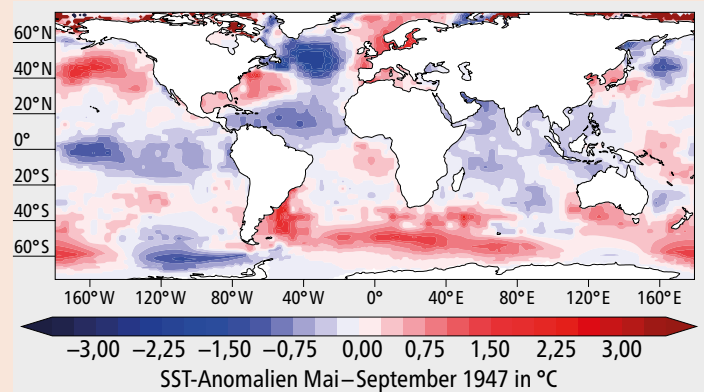 60°N
40°N
20°N
0°
20°S
40°S
60°S
160°W 120°W 80°W 40°W 0° 40°E 80°E 120°E 160°E
−3,00 −2,25 −1,50 −0,75 0,00 0,75 1,50 2,25 3,00
SST-Anomalien Mai–September 1947 in °C